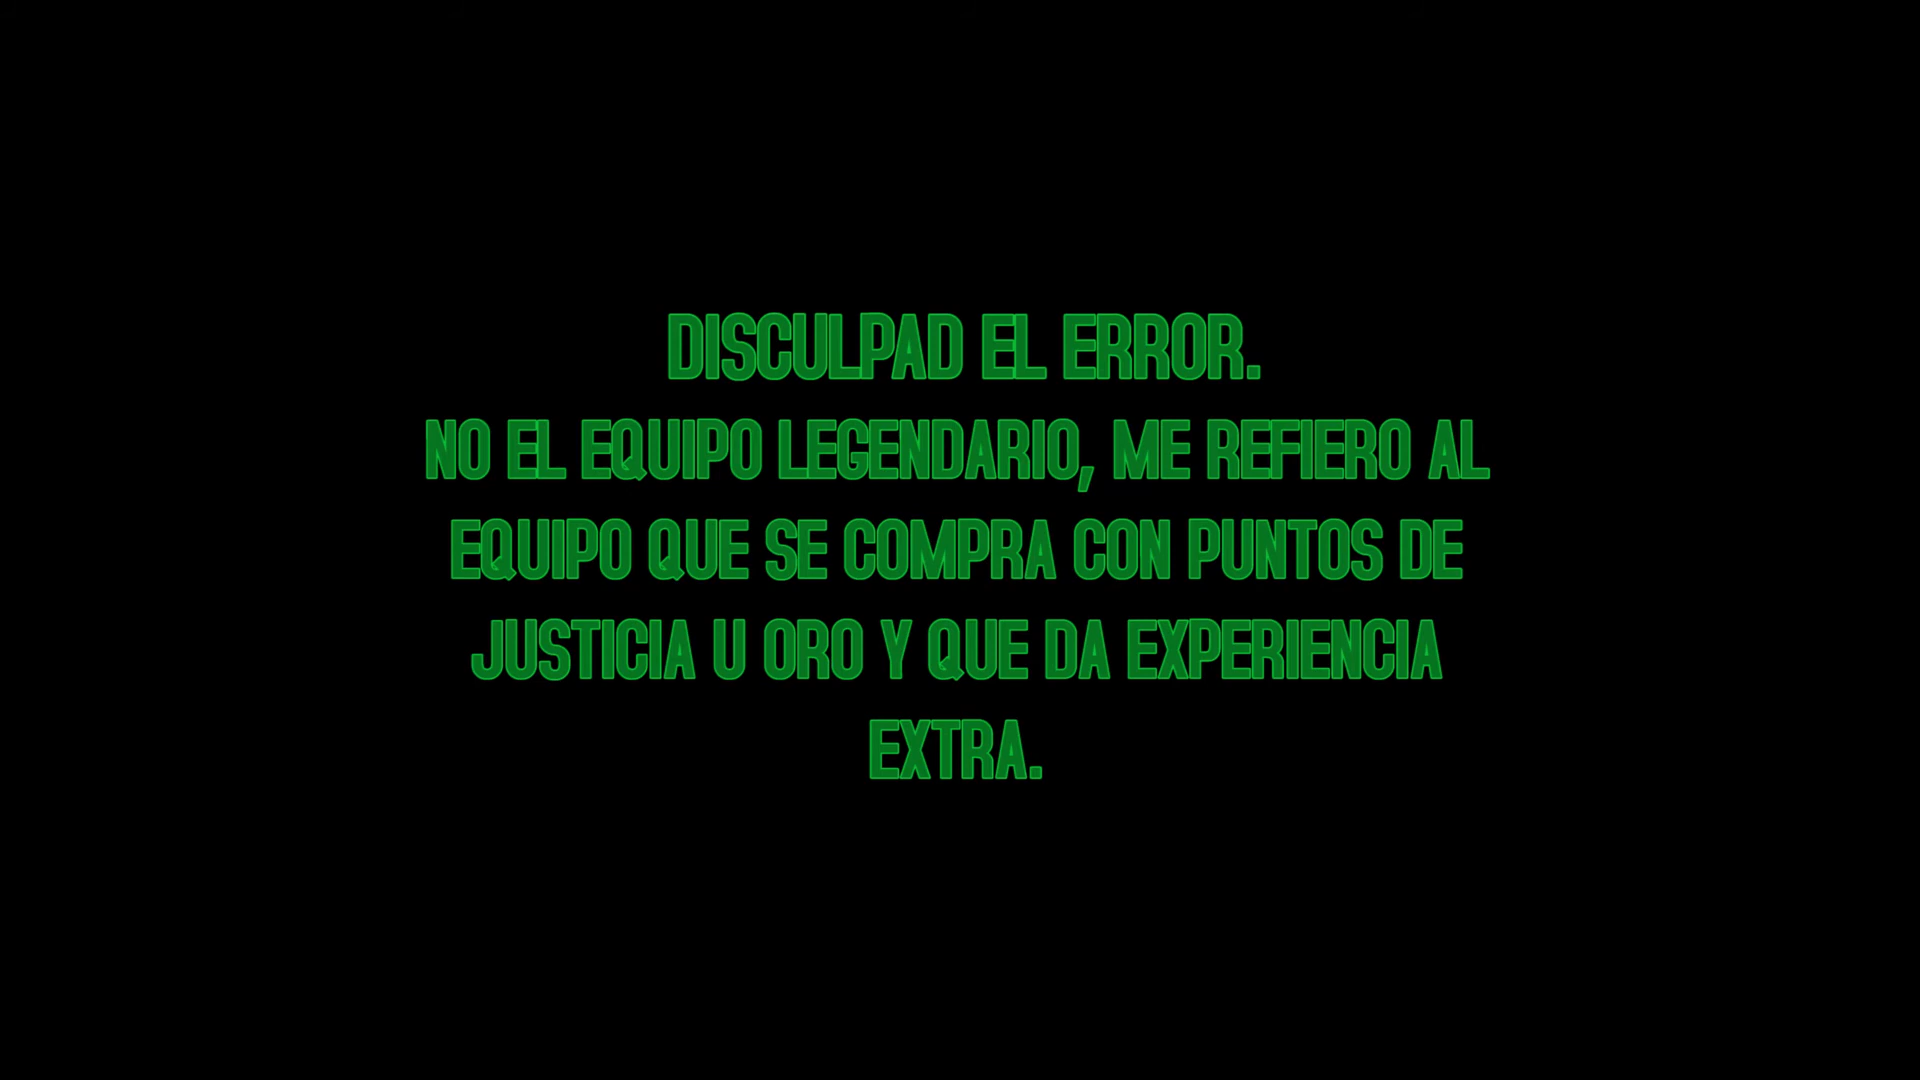 DISCULPAD EL ERROR.
NO EL EQUIPO LEGENDARIO, ME REFIERO AL
EQUIPO QUE SE COMPRA CON PUNTOS DE
JUSTICIA U ORO Y QUE DA EXPERIENCIA
EXTRA.